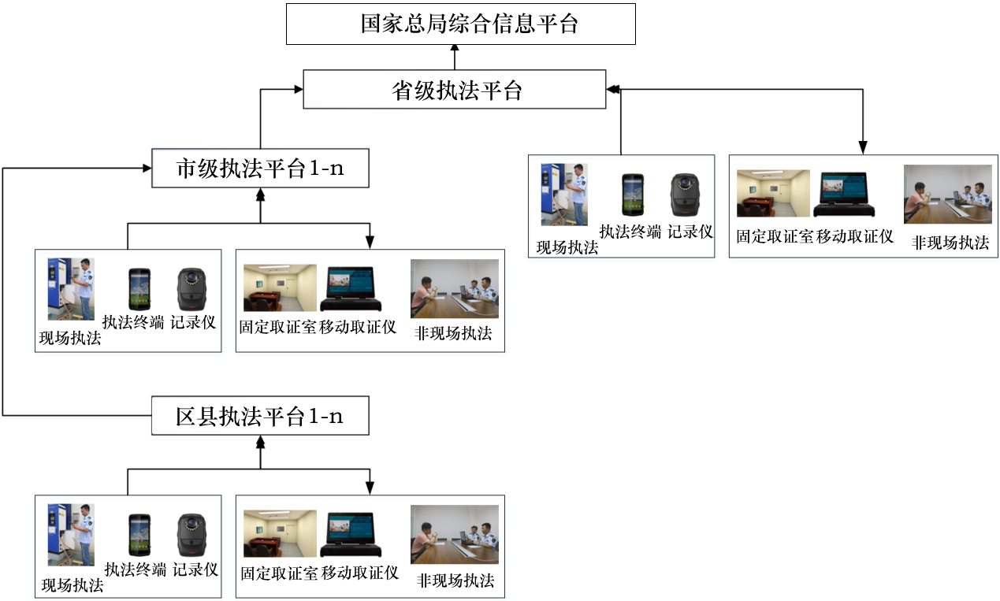 国家总局综合信息平台
省级执法平台
市级执法平台1-n
现场执法
执法终端
记录仪
固定取证室
移动取证仪
非现场执法
现场执法
执法终端
记录仪
固定取证室
移动取证仪
非现场执法
区县执法平台1-n
现场执法
执法终端
记录仪
固定取证室
移动取证仪
非现场执法